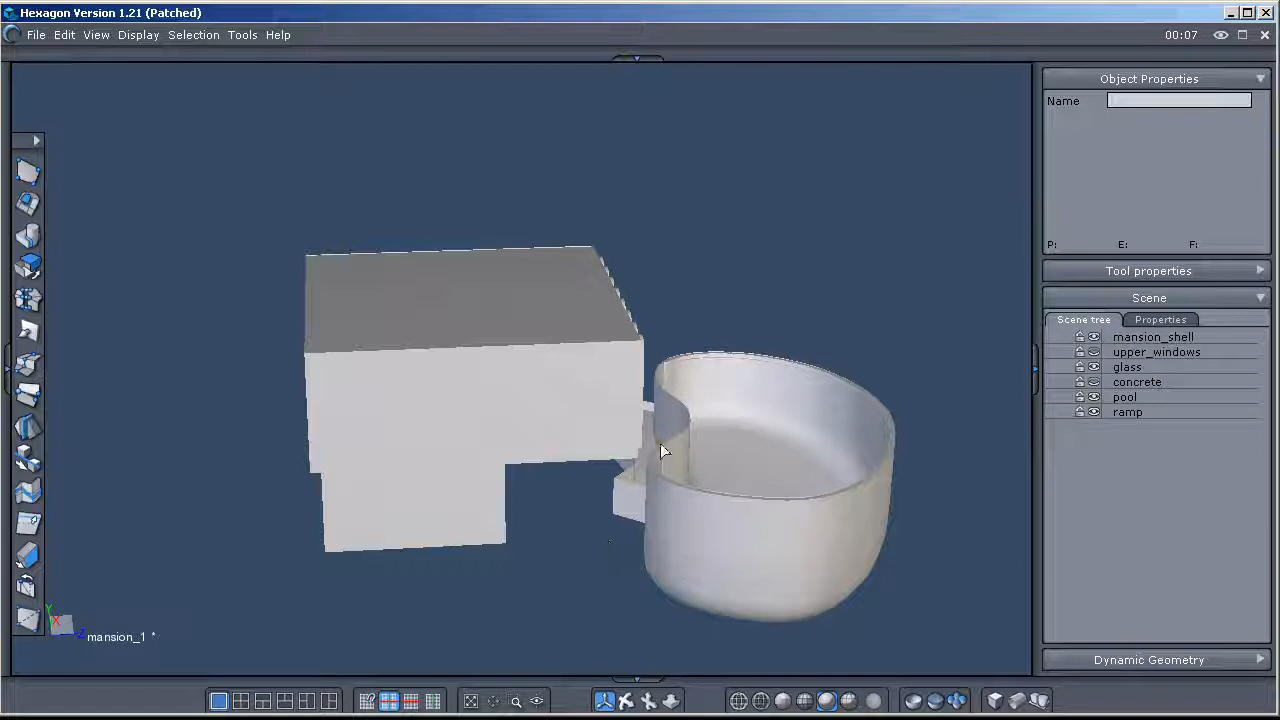 Hexagon Version 1.21 (Patched)
File Edit View Display Selection Tools Help
00:07
Object Properties
Name
P: E: F:
Tool properties
Scene
Scene tree Properties
mansion_shell
upper_windows
glass
concrete
pool
ramp
Dynamic Geometry
Y
X
Z
mansion_1 *